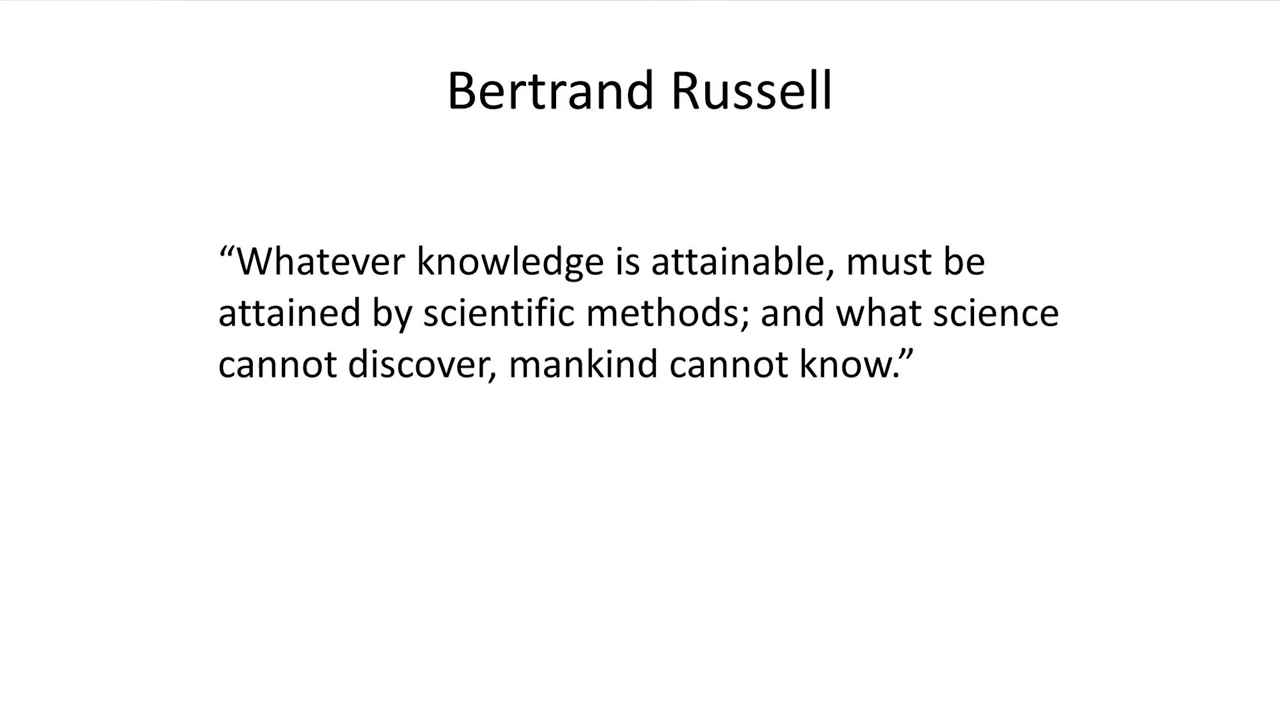 Bertrand Russell
“Whatever knowledge is attainable, must be
attained by scientific methods; and what science
cannot discover, mankind cannot know.”